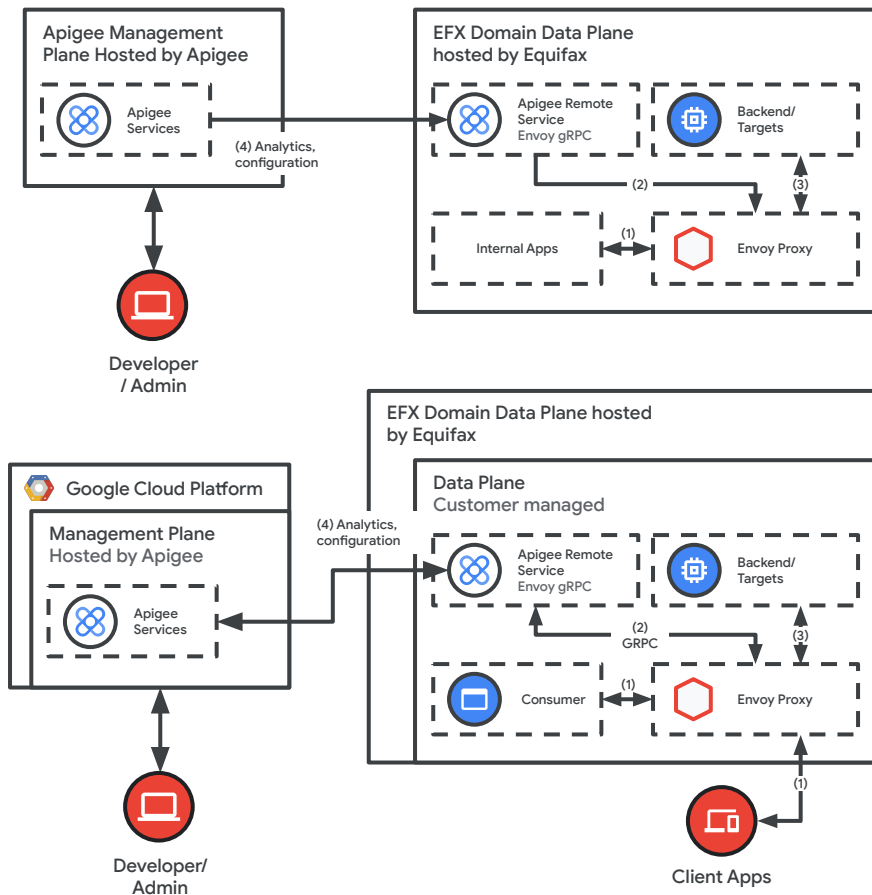 Apigee Management
Plane Hosted by Apigee
Apigee
Services
(4) Analytics,
configuration
EFX Domain Data Plane
hosted by Equifax
Apigee Remote
Service
Envoy gRPC
Backend/
Targets
(2)
(3)
Internal Apps
(1)
Envoy Proxy
Developer
/ Admin
EFX Domain Data Plane hosted
by Equifax
Google Cloud Platform
Management Plane
Hosted by Apigee
Apigee
Services
(4) Analytics,
configuration
Data Plane
Customer managed
Apigee Remote
Service
Envoy gRPC
Backend/
Targets
(2)
GRPC
(3)
Consumer
(1)
Envoy Proxy
(1)
Developer/
Admin
Client Apps